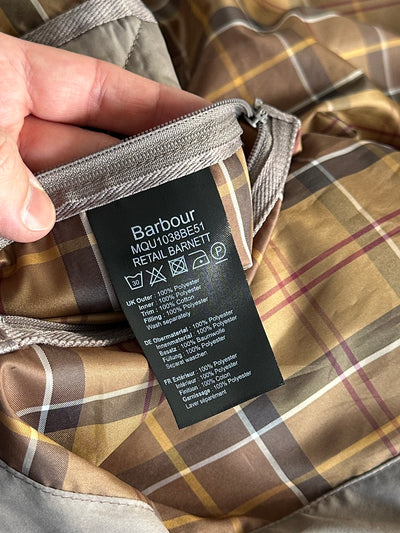 Barbour
MQU1038BE51
RETAIL BARNETT
30
P
UK Outer : 100% Polyester
Inner : 100% Polyester
Trim : 100% Cotton
Filling : 100% Polyester
Wash separately
DE Obermaterial : 100% Polyester
Innenmaterial : 100% Polyester
Besatz : 100% Baumwolle
Füllung : 100% Polyester
Separat waschen
FR Extérieur : 100% Polyester
Intérieur : 100% Polyester
Finition : 100% Coton
Garnissage : 100% Polyester
Laver séparément